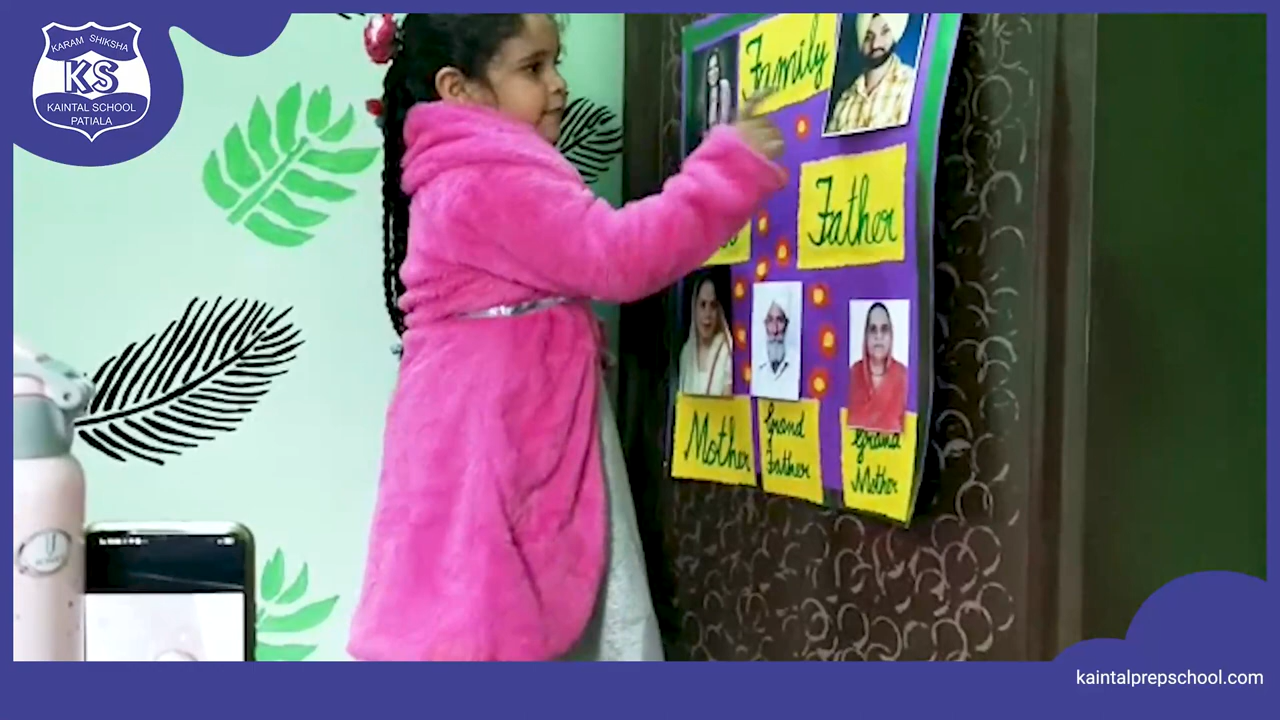 KARAM SHIKSHA
KS
KAINTAL SCHOOL
PATIALA
Family
Father
Mother
Grand
Father
Grand
Mother
kaintalprepschool.com